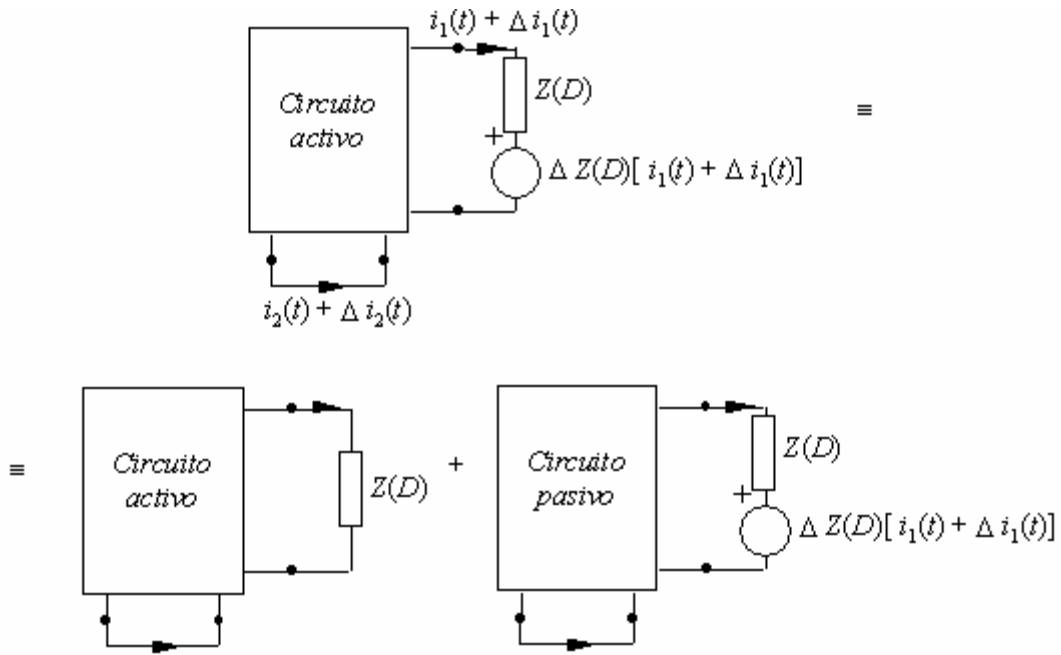 i₁(t) + Δ i₁(t)
Circuito
activo
Z(D)
+
Δ Z(D)[ i₁(t) + Δ i₁(t)]
≡
i₂(t) + Δ i₂(t)
≡
Circuito
activo
Z(D)
+
Circuito
pasivo
Z(D)
+
Δ Z(D)[ i₁(t) + Δ i₁(t)]